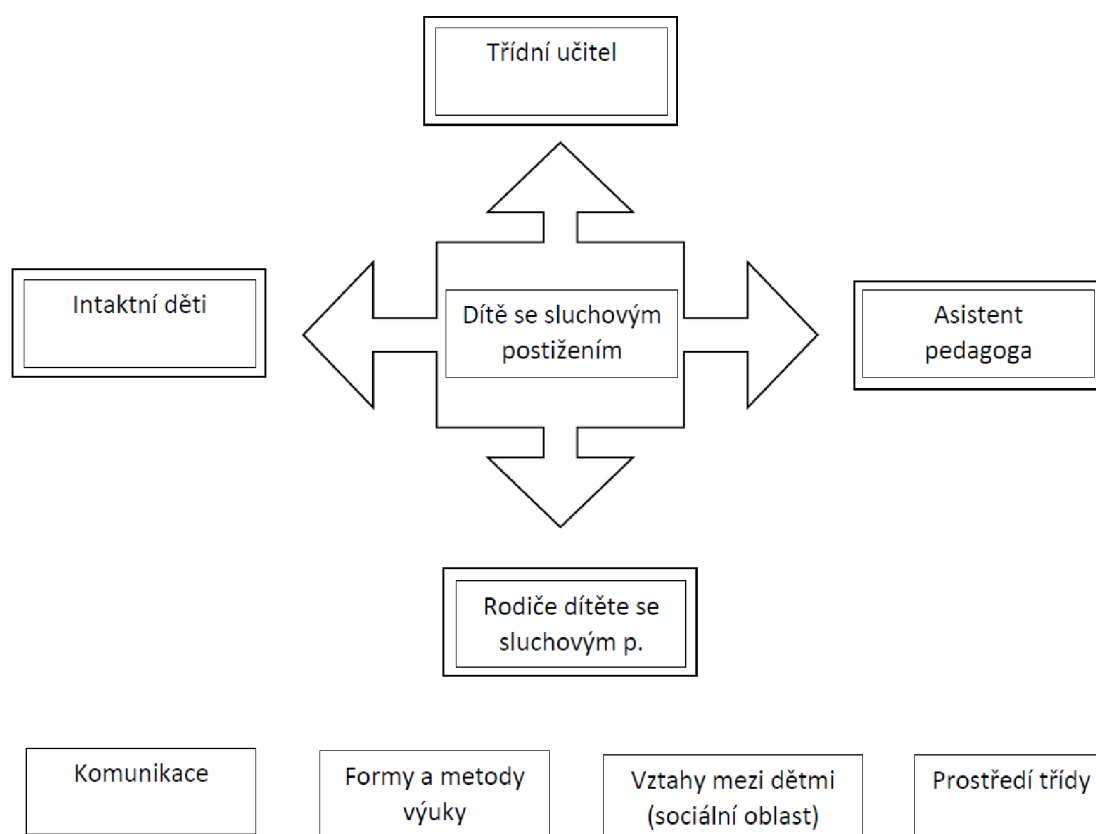 Třídní učitel
Intaktní děti
Dítě se sluchovým
postižením
Asistent
pedagoga
Rodiče dítěte se
sluchovým p.
Komunikace
Formy a metody
výuky
Vztahy mezi dětmi
(sociální oblast)
Prostředí třídy